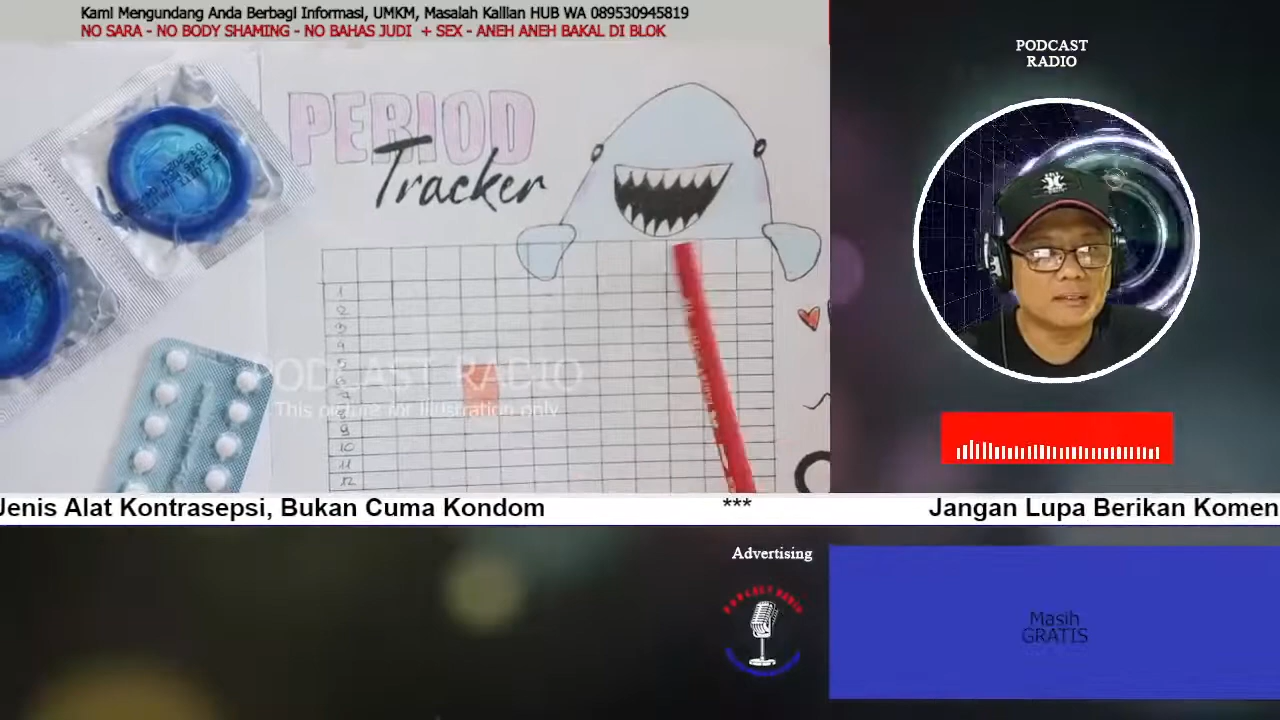 Kami Mengundang Anda Berbagi Informasi, UMKM, Masalah Kalian HUB WA 089530945819
NO SARA - NO BODY SHAMING - NO BAHAS JUDI + SEX - ANEH ANEH BAKAL DI BLOK
PODCAST
RADIO
PERIOD
Tracker
1
2
3
4
5
6
7
8
9
10
11
12
PODCAST RADIO
This picture for illustration only
Jenis Alat Kontrasepsi, Bukan Cuma Kondom *** Jangan Lupa Berikan Komen
Advertising
PODCAST RADIO
Masih
GRATIS